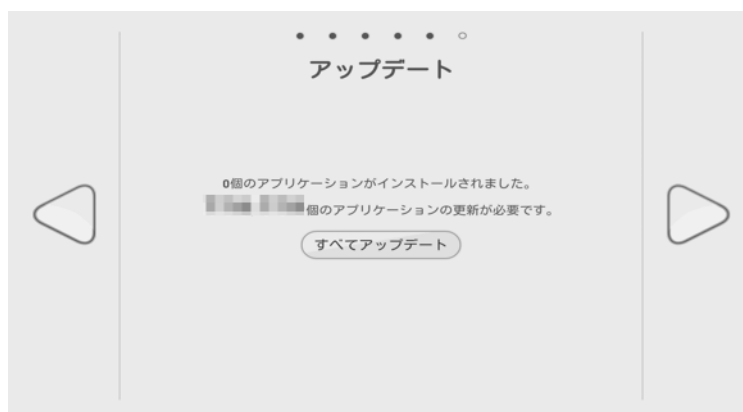 アップデート
0個のアプリケーションがインストールされました。
個のアプリケーションの更新が必要です。
すべてアップデート